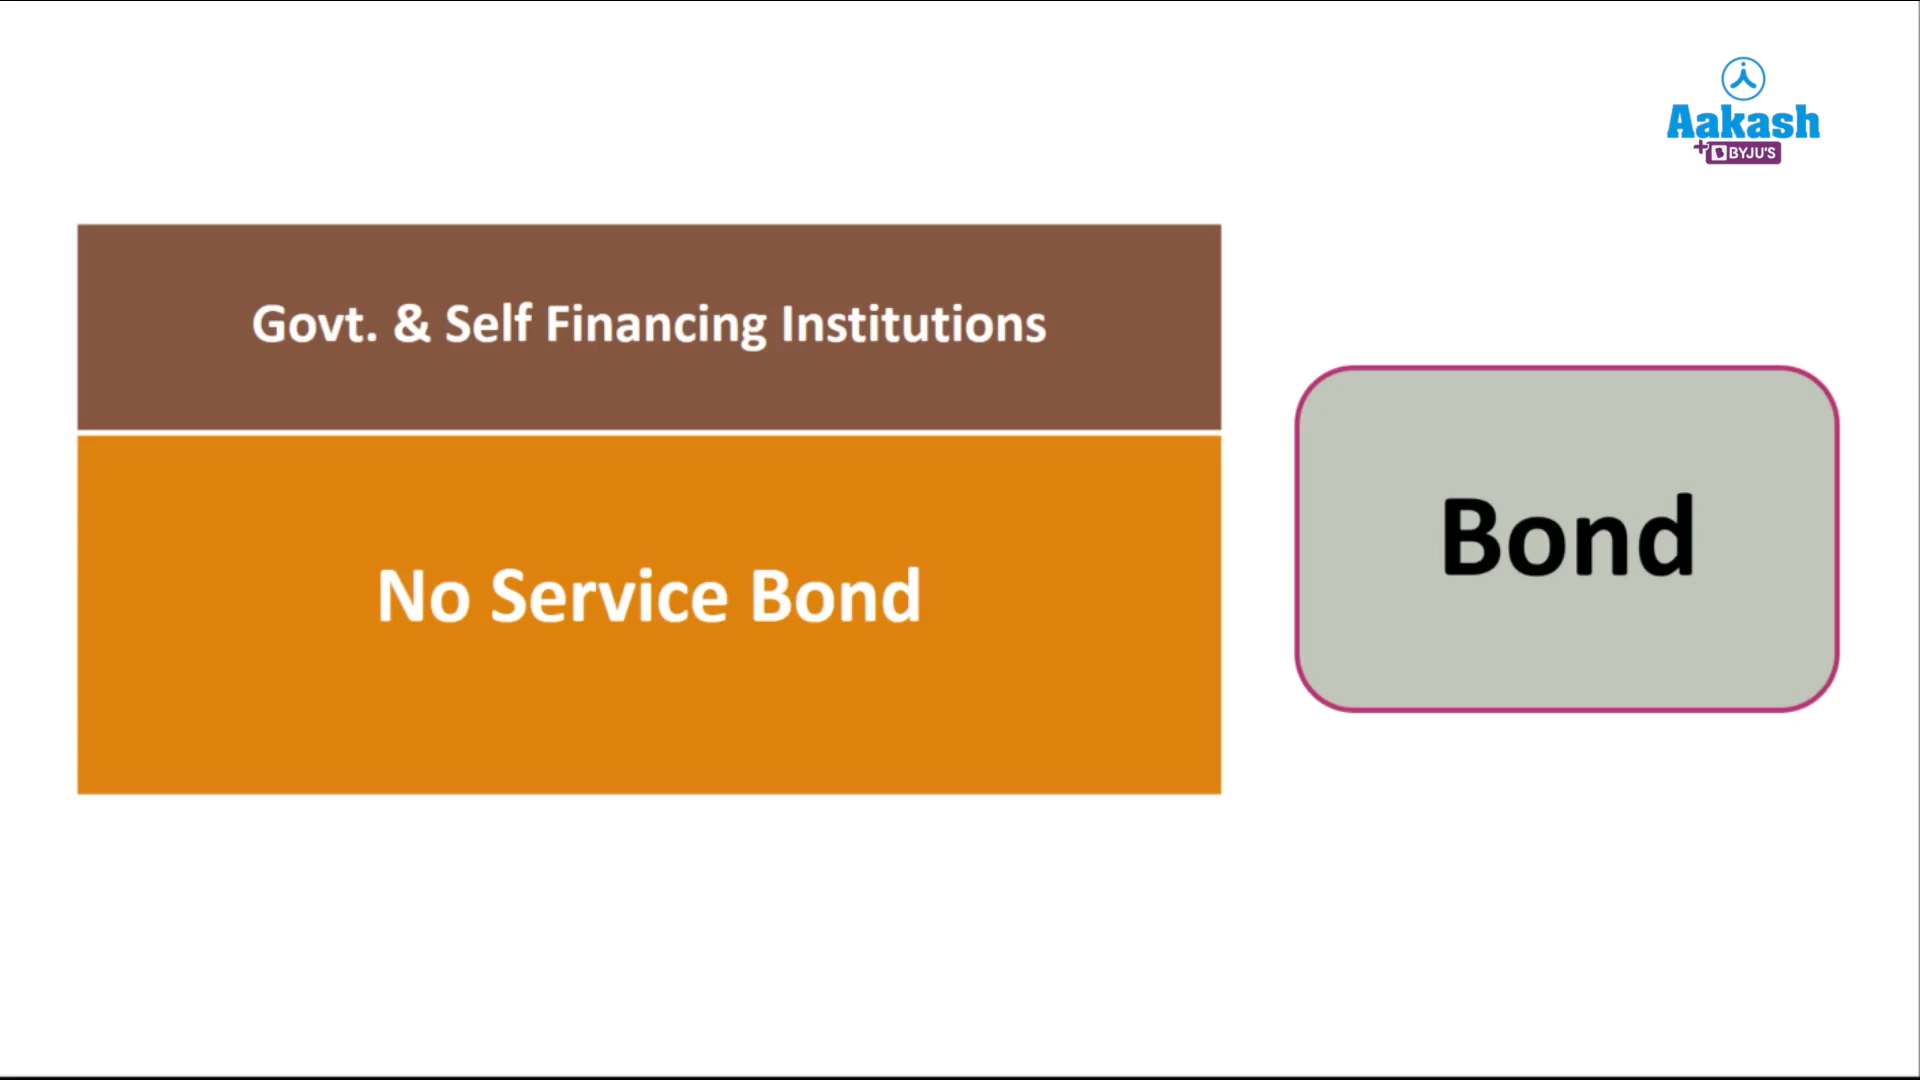 Aakash
+ BYJU'S
Govt. & Self Financing Institutions
No Service Bond
Bond